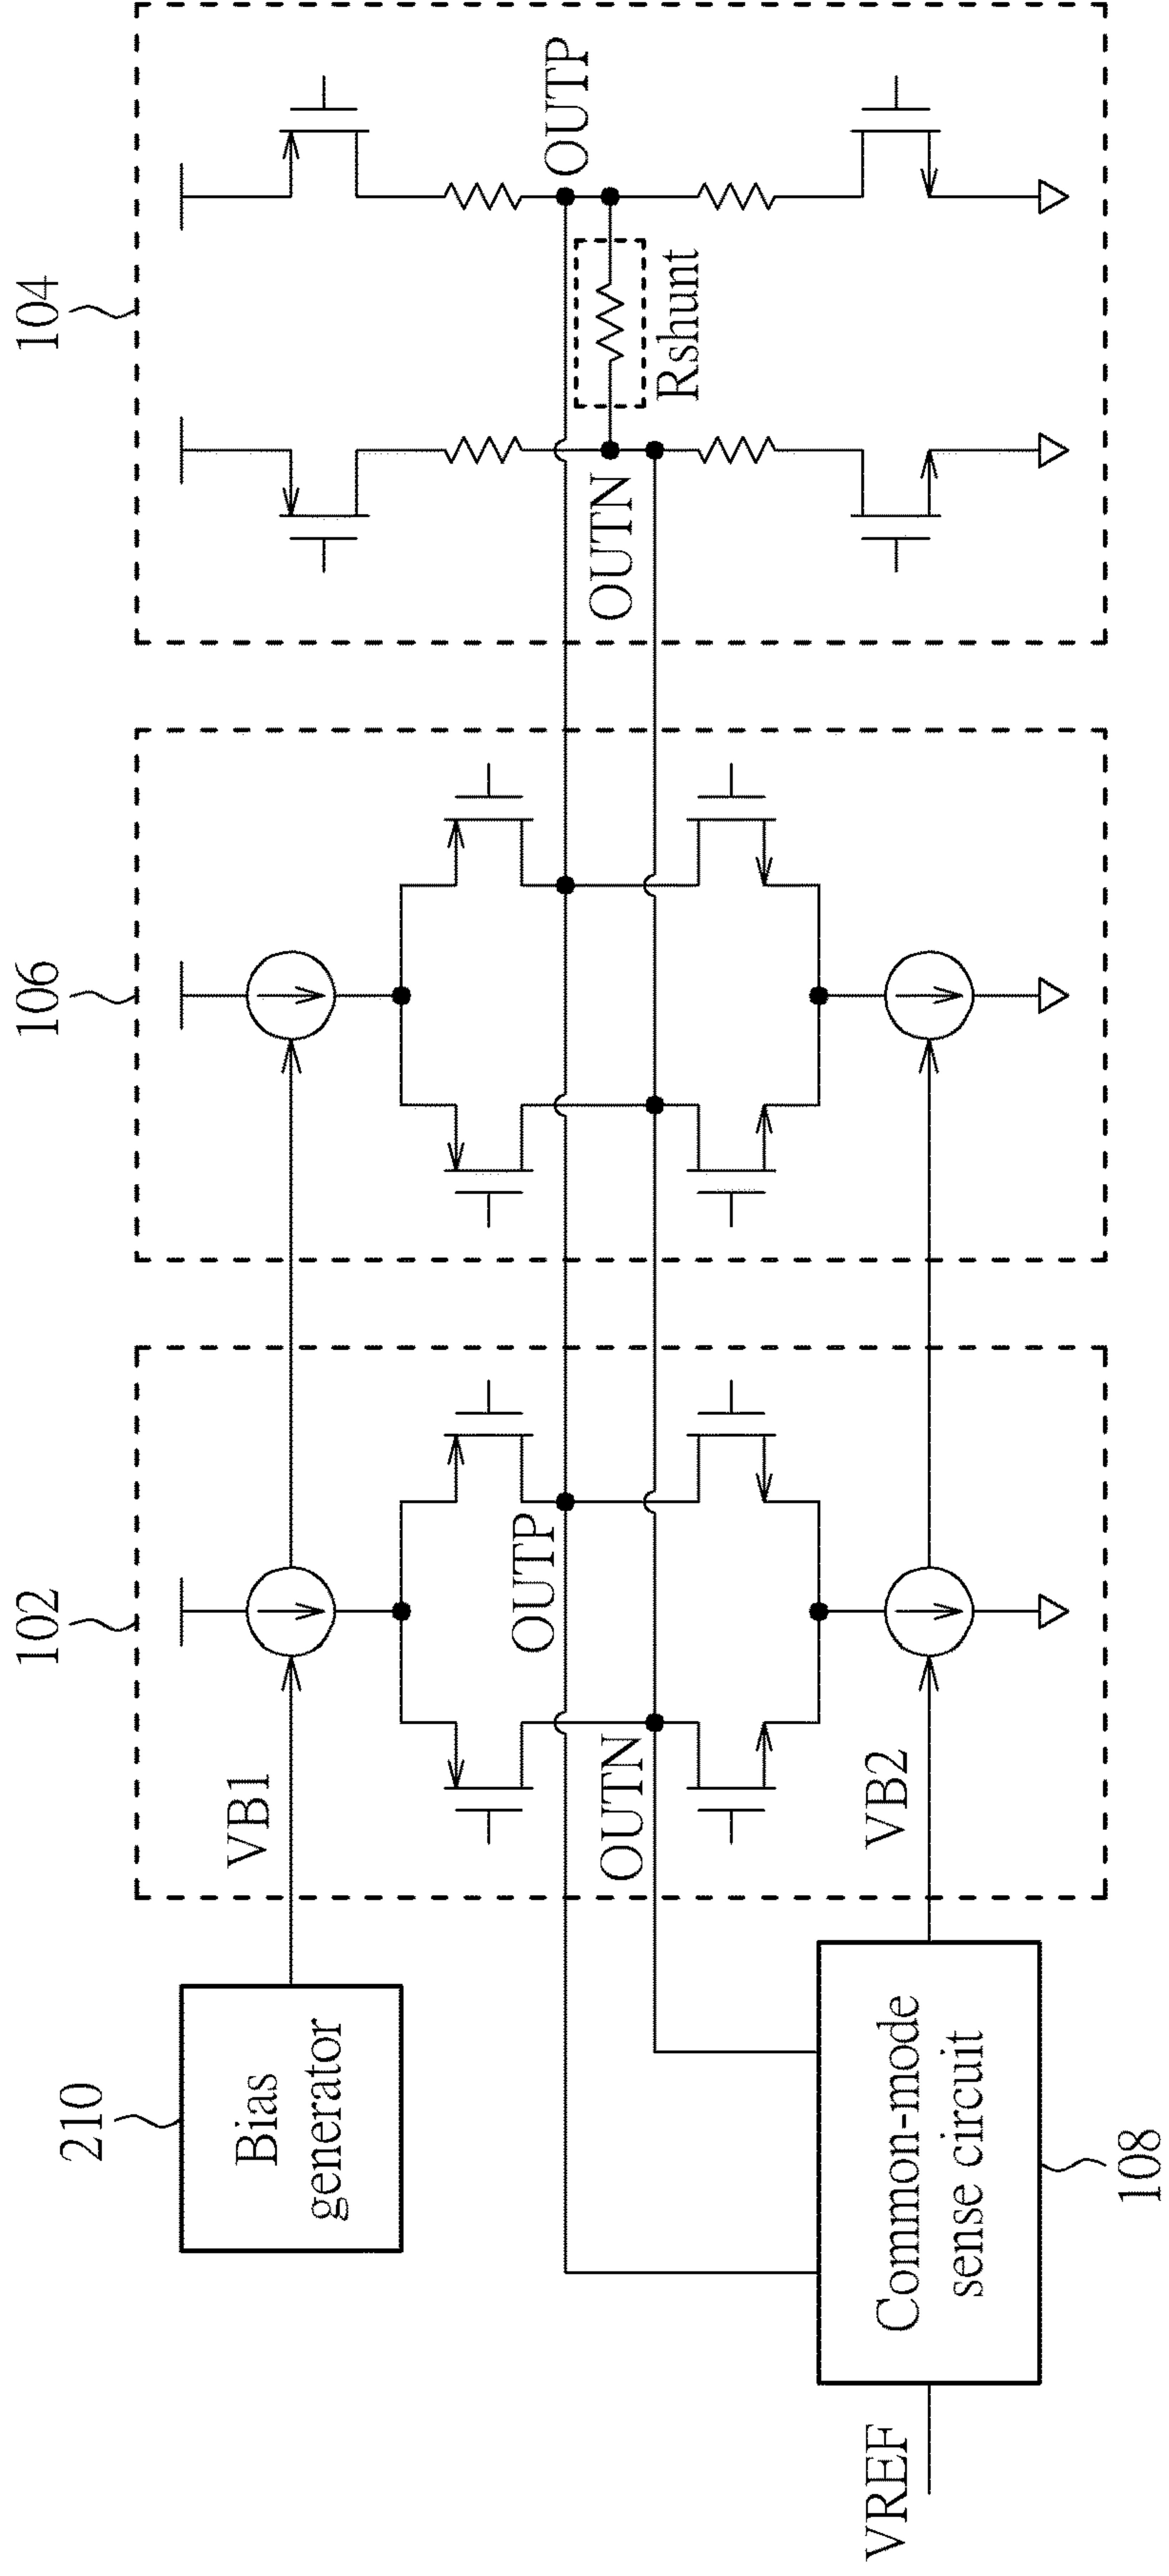 102
106
104
210
Bias
generator
VB1
OUTP
OUTN
OUTP
OUTN
Rshunt
VB2
VREF
Common-mode
sense circuit
108